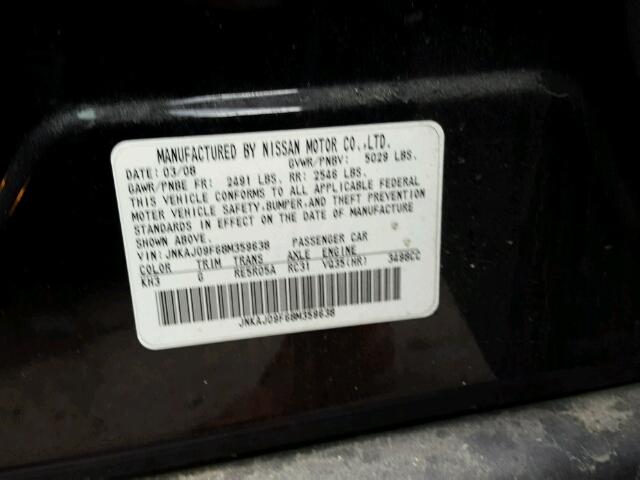 MANUFACTURED BY NISSAN MOTOR CO.,LTD.
DATE: 03/08 GVWR/PNBV: 5029 LBS.
GAWR/PNBE FR: 2491 LBS. RR: 2546 LBS.
THIS VEHICLE CONFORMS TO ALL APPLICABLE FEDERAL
MOTOR VEHICLE SAFETY,BUMPER,AND THEFT PREVENTION
STANDARDS IN EFFECT ON THE DATE OF MANUFACTURE
SHOWN ABOVE.
VIN: JNKAJ09F68M359638 PASSENGER CAR
COLOR TRIM TRANS AXLE ENGINE
KH3 G RE5R05A RC31 VQ35(HR) 3498CC
JNKAJ09F68M359638